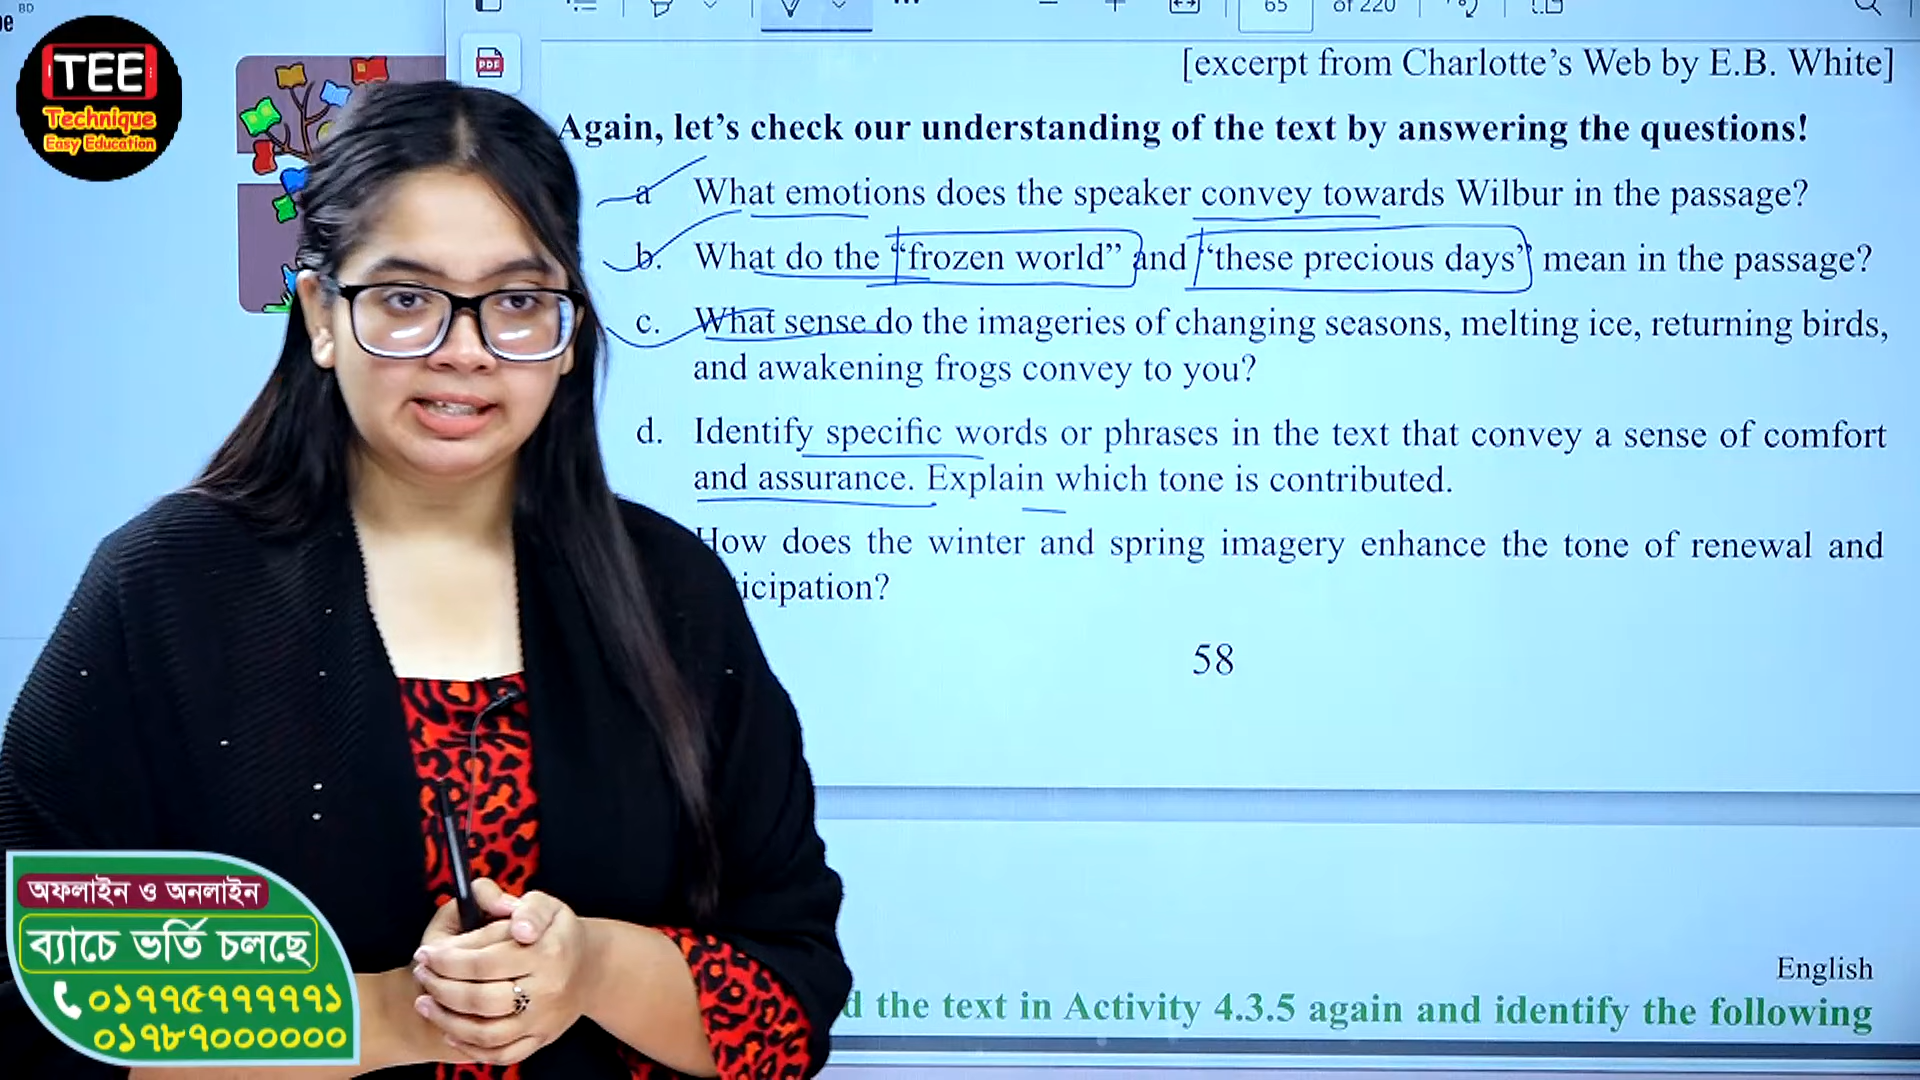 BD
TEE
Technique
Easy Education
PDF
65
of 220
[excerpt from Charlotte’s Web by E.B. White]
Again, let’s check our understanding of the text by answering the questions!
a What emotions does the speaker convey towards Wilbur in the passage?
b. What do the “frozen world” and “these precious days” mean in the passage?
c. What sense do the imageries of changing seasons, melting ice, returning birds,
and awakening frogs convey to you?
d. Identify specific words or phrases in the text that convey a sense of comfort
and assurance. Explain which tone is contributed.
How does the winter and spring imagery enhance the tone of renewal and
icipation?
58
English
d the text in Activity 4.3.5 again and identify the following
অফলাইন ও অনলাইন
ব্যাচে ভর্তি চলছে
০১৭৭৫৭৭৭৭৭১
০১৭৮৭০০০০০০